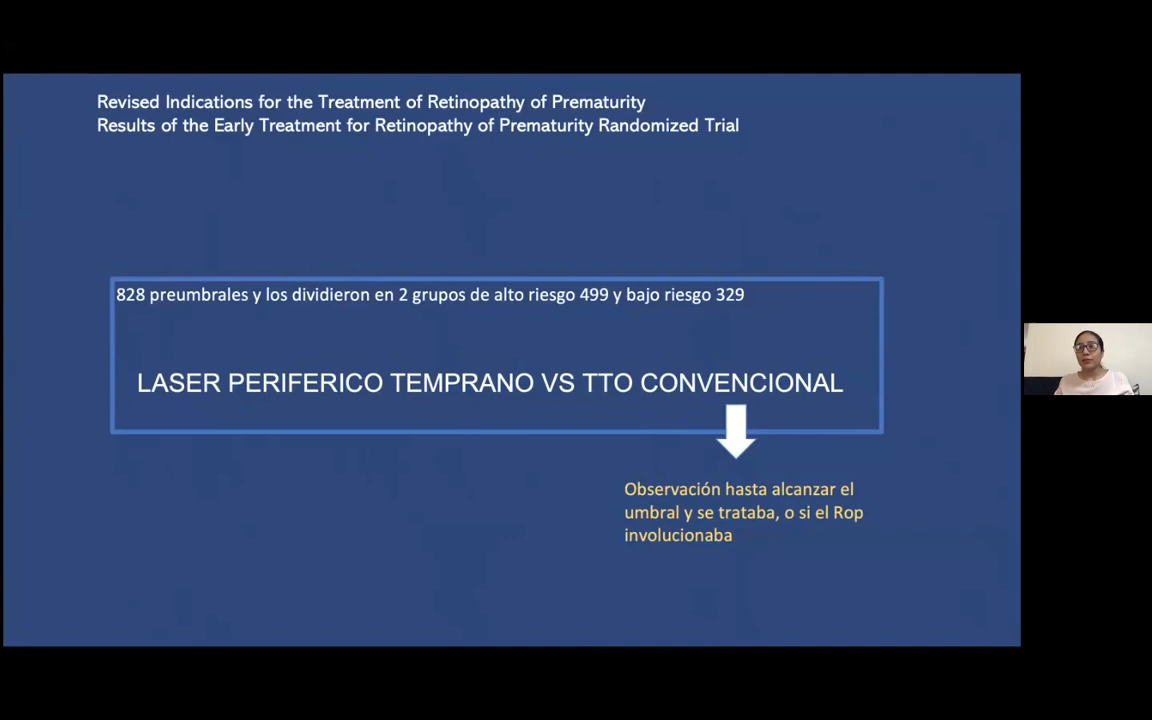 Revised Indications for the Treatment of Retinopathy of Prematurity
Results of the Early Treatment for Retinopathy of Prematurity Randomized Trial
828 preumbrales y los dividieron en 2 grupos de alto riesgo 499 y bajo riesgo 329
LASER PERIFERICO TEMPRANO VS TTO CONVENCIONAL
Observación hasta alcanzar el
umbral y se trataba, o si el Rop
involucionaba